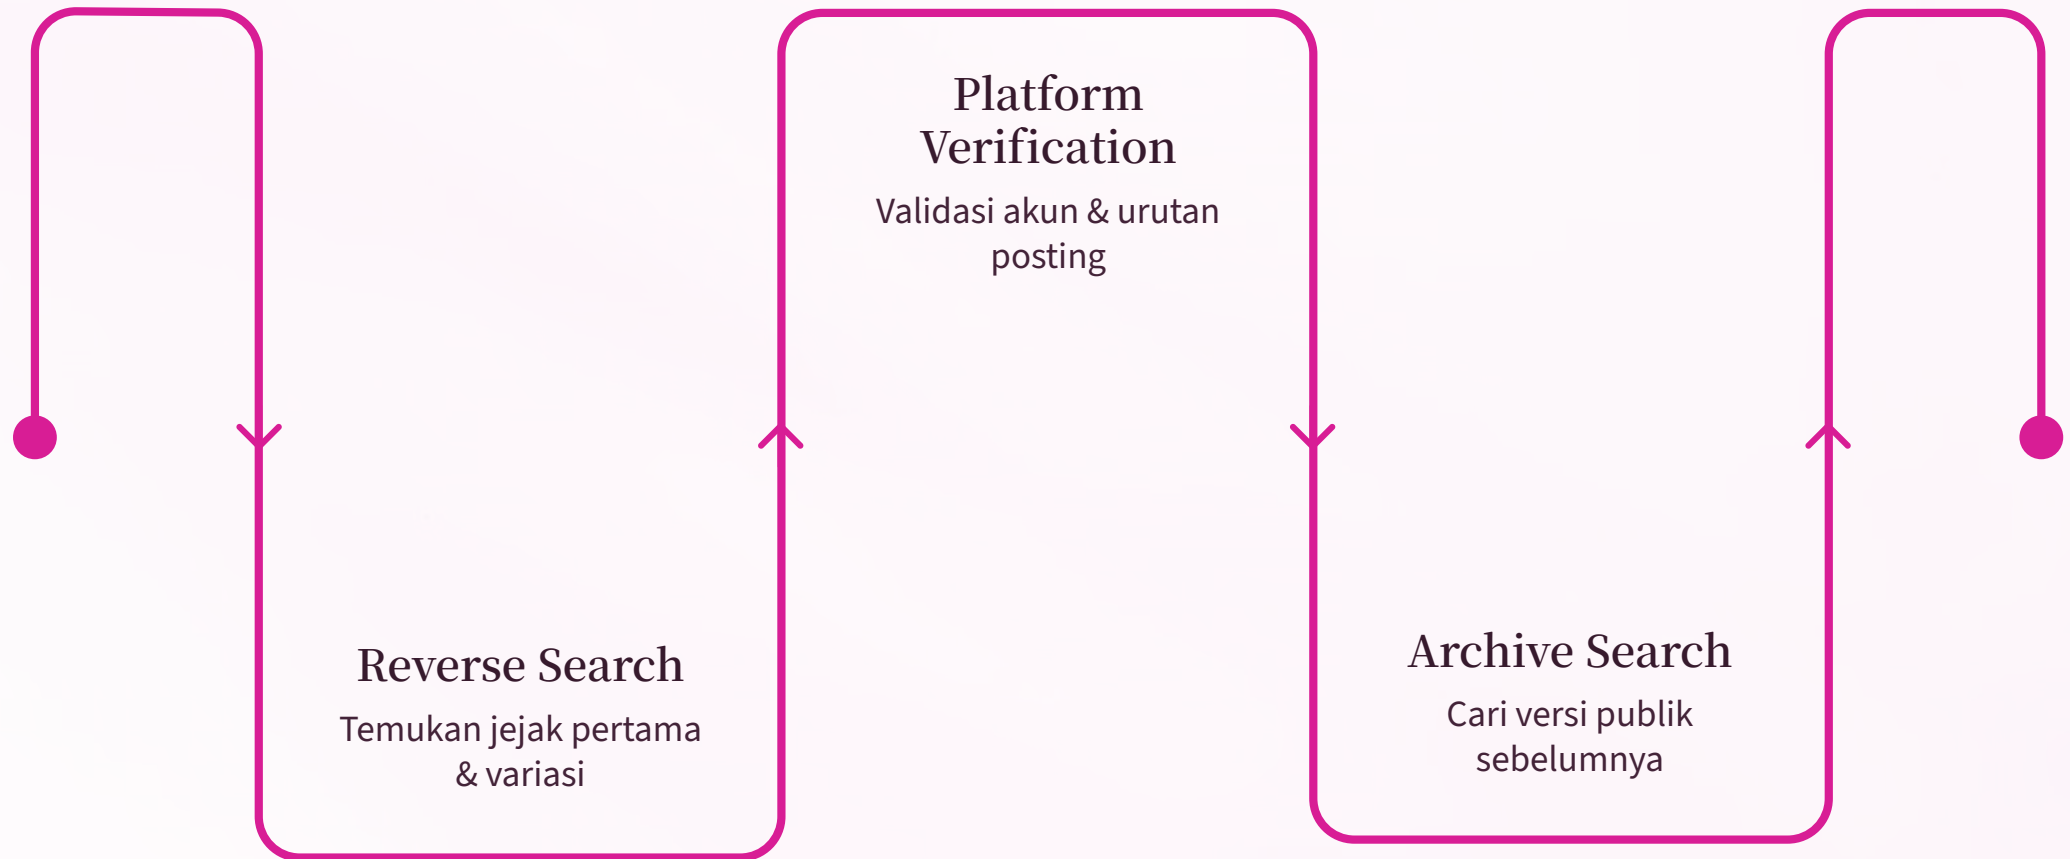 Reverse Search
Temukan jejak pertama
& variasi
Platform
Verification
Validasi akun & urutan
posting
Archive Search
Cari versi publik
sebelumnya